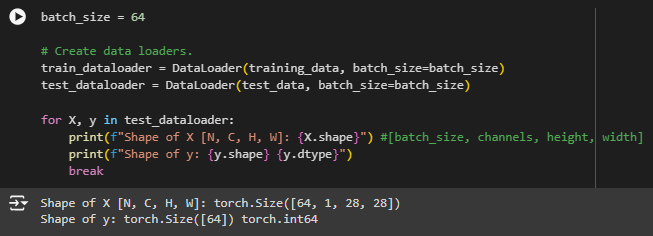 batch_size = 64
# Create data loaders.
train_dataloader = DataLoader(training_data, batch_size=batch_size)
test_dataloader = DataLoader(test_data, batch_size=batch_size)
for X, y in test_dataloader:
    print(f"Shape of X [N, C, H, W]: {X.shape}") #[batch_size, channels, height, width]
    print(f"Shape of y: {y.shape} {y.dtype}")
    break
Shape of X [N, C, H, W]: torch.Size([64, 1, 28, 28])
Shape of y: torch.Size([64]) torch.int64